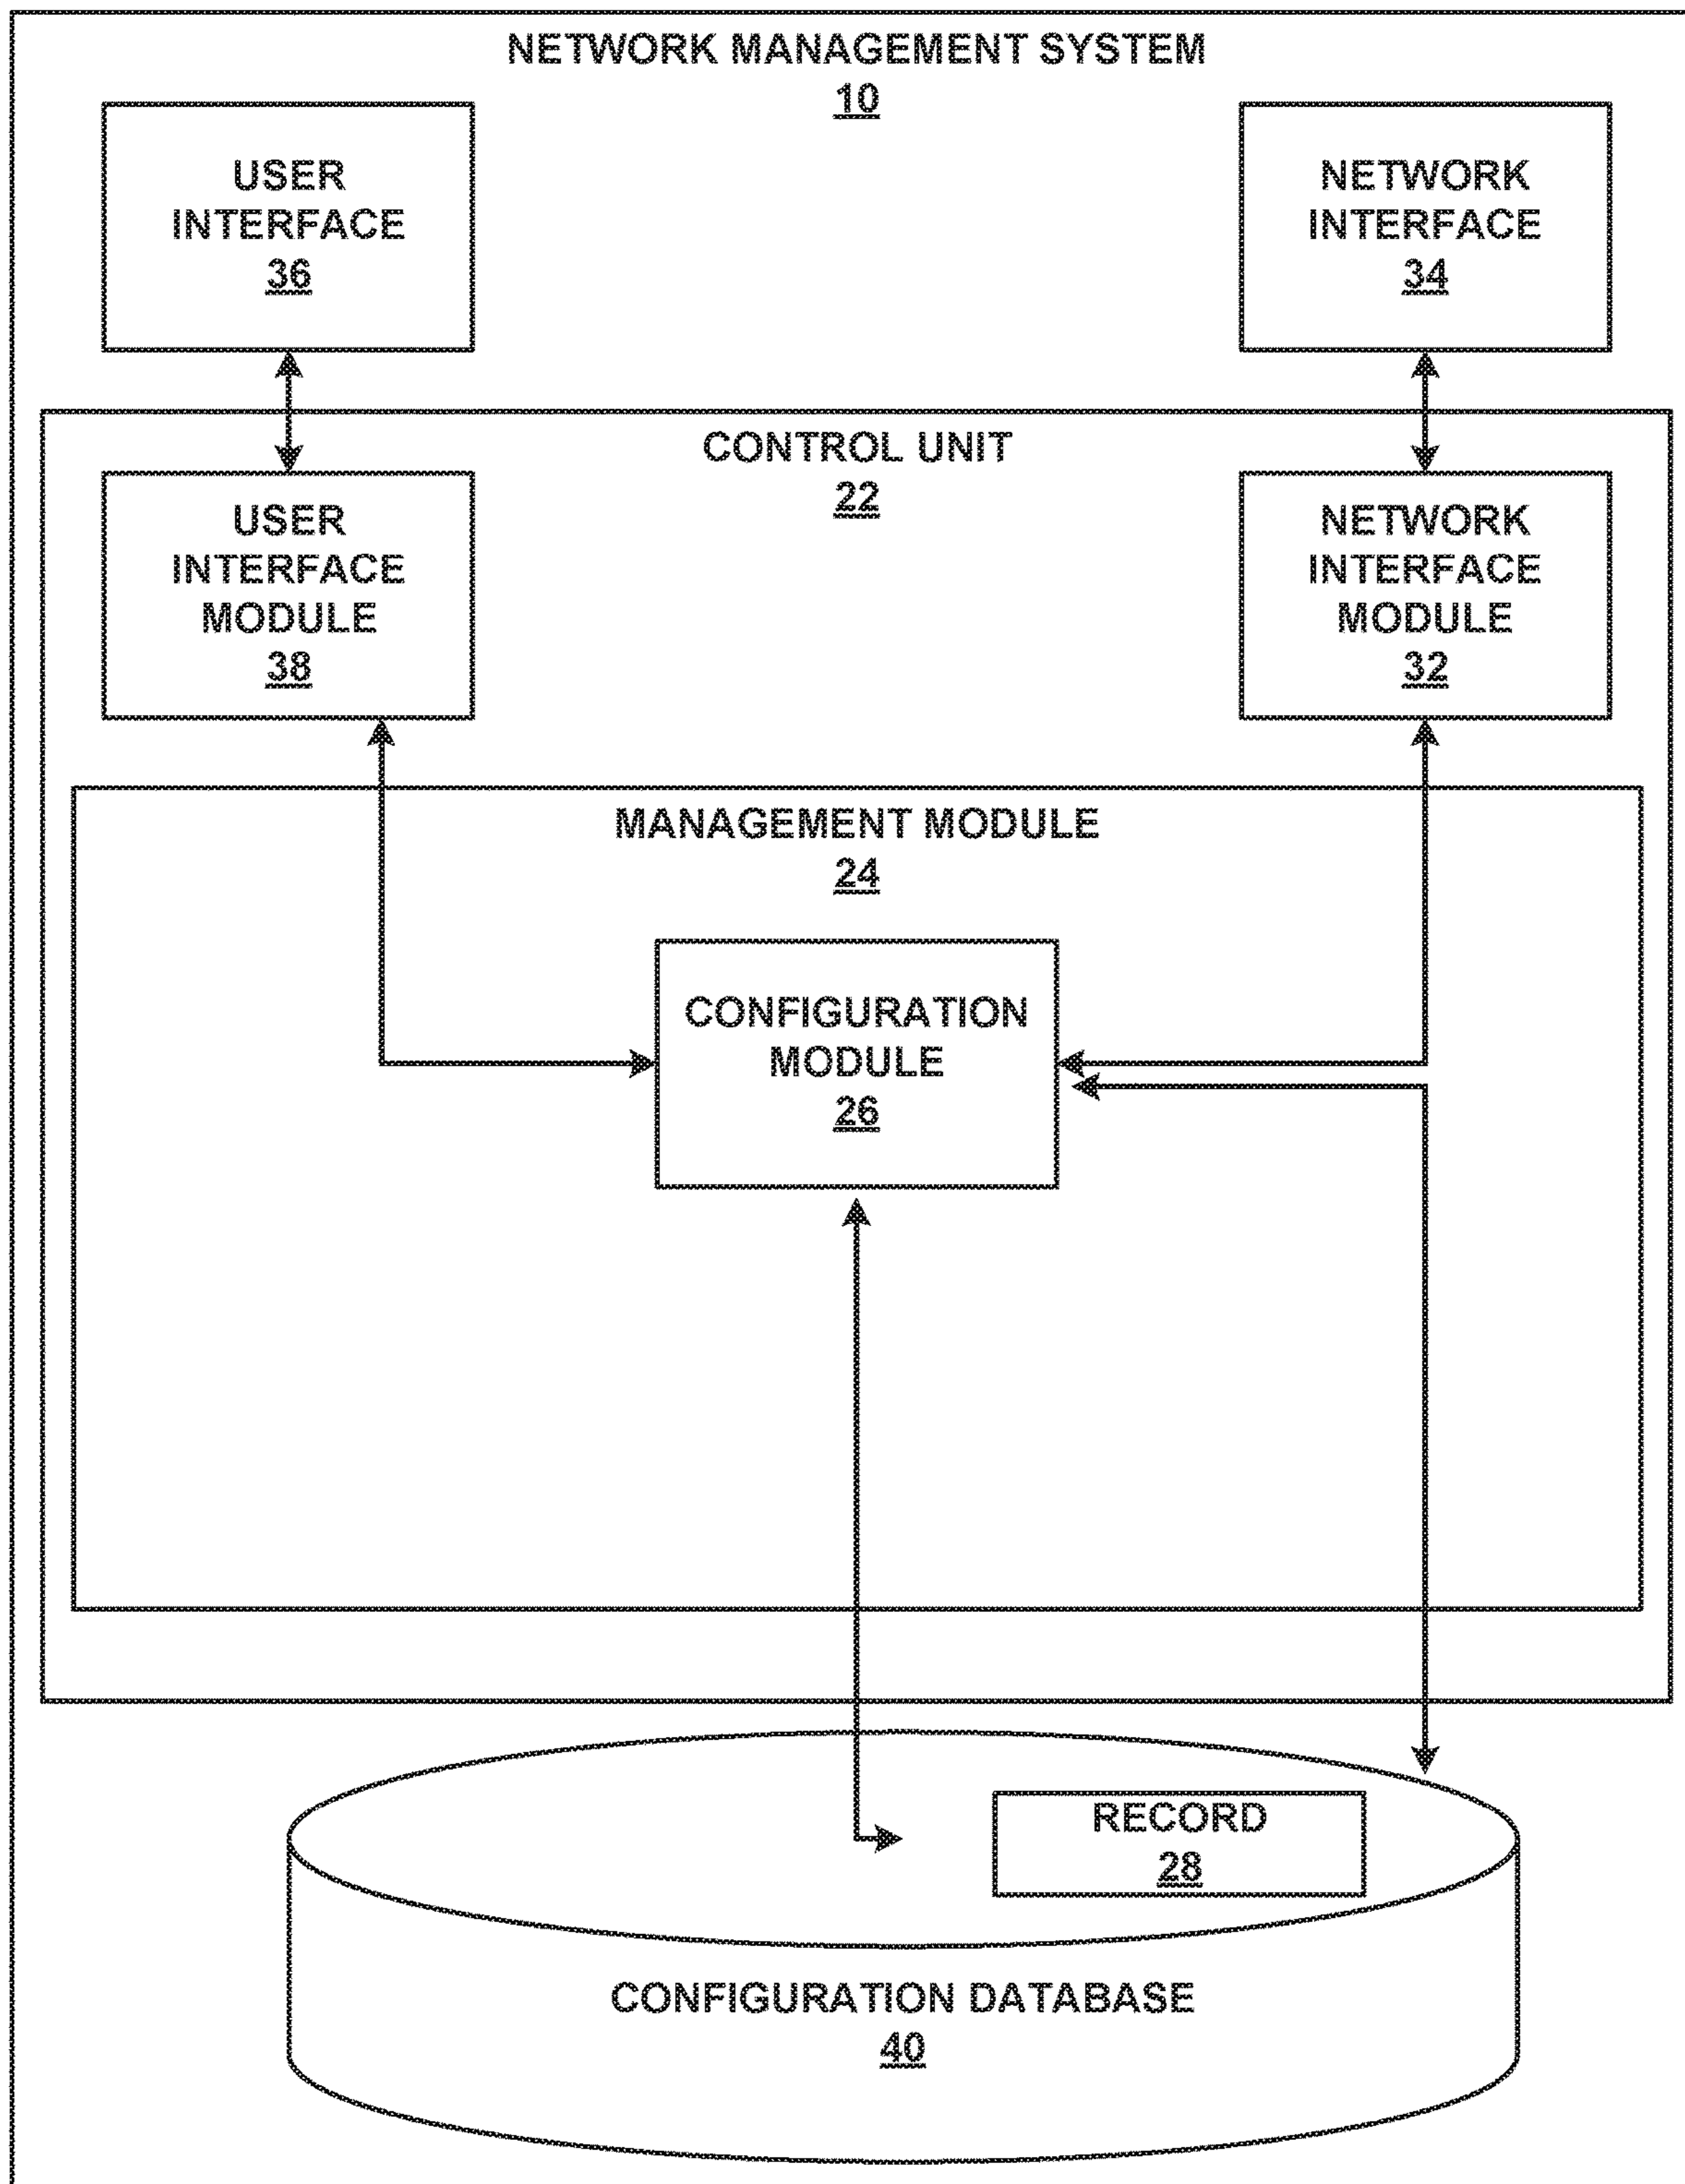 NETWORK MANAGEMENT SYSTEM
10
USER
INTERFACE
36
NETWORK
INTERFACE
34
CONTROL UNIT
22
USER
INTERFACE
MODULE
38
NETWORK
INTERFACE
MODULE
32
MANAGEMENT MODULE
24
CONFIGURATION
MODULE
26
RECORD
28
CONFIGURATION DATABASE
40